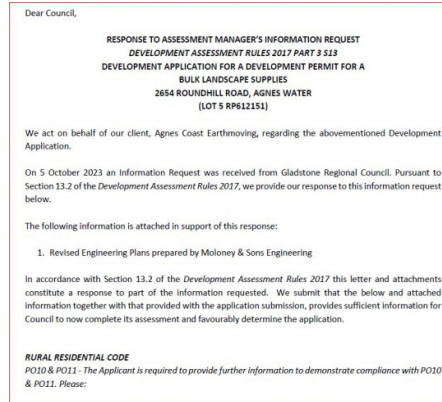 Dear Council,
RESPONSE TO ASSESSMENT MANAGER'S INFORMATION REQUEST
DEVELOPMENT ASSESSMENT RULES 2017 PART 3 S13
DEVELOPMENT APPLICATION FOR A DEVELOPMENT PERMIT FOR A
BULK LANDSCAPE SUPPLIES
2654 ROUNDHILL ROAD, AGNES WATER
(LOT 5 RP612151)
We act on behalf of our client, Agnes Coast Earthmoving, regarding the abovementioned Development
Application.
On 5 October 2023 an Information Request was received from Gladstone Regional Council. Pursuant to
Section 13.2 of the Development Assessment Rules 2017, we provide our response to this information request
below.
The following information is attached in support of this response:
1. Revised Engineering Plans prepared by Moloney & Sons Engineering
In accordance with Section 13.2 of the Development Assessment Rules 2017 this letter and attachments
constitute a response to part of the information requested. We submit that the below and attached
information together with that provided with the application submission, provides sufficient information for
Council to now complete its assessment and favourably determine the application.
RURAL RESIDENTIAL CODE
PO10 & PO11 - The Applicant is required to provide further information to demonstrate compliance with PO10
& PO11. Please: